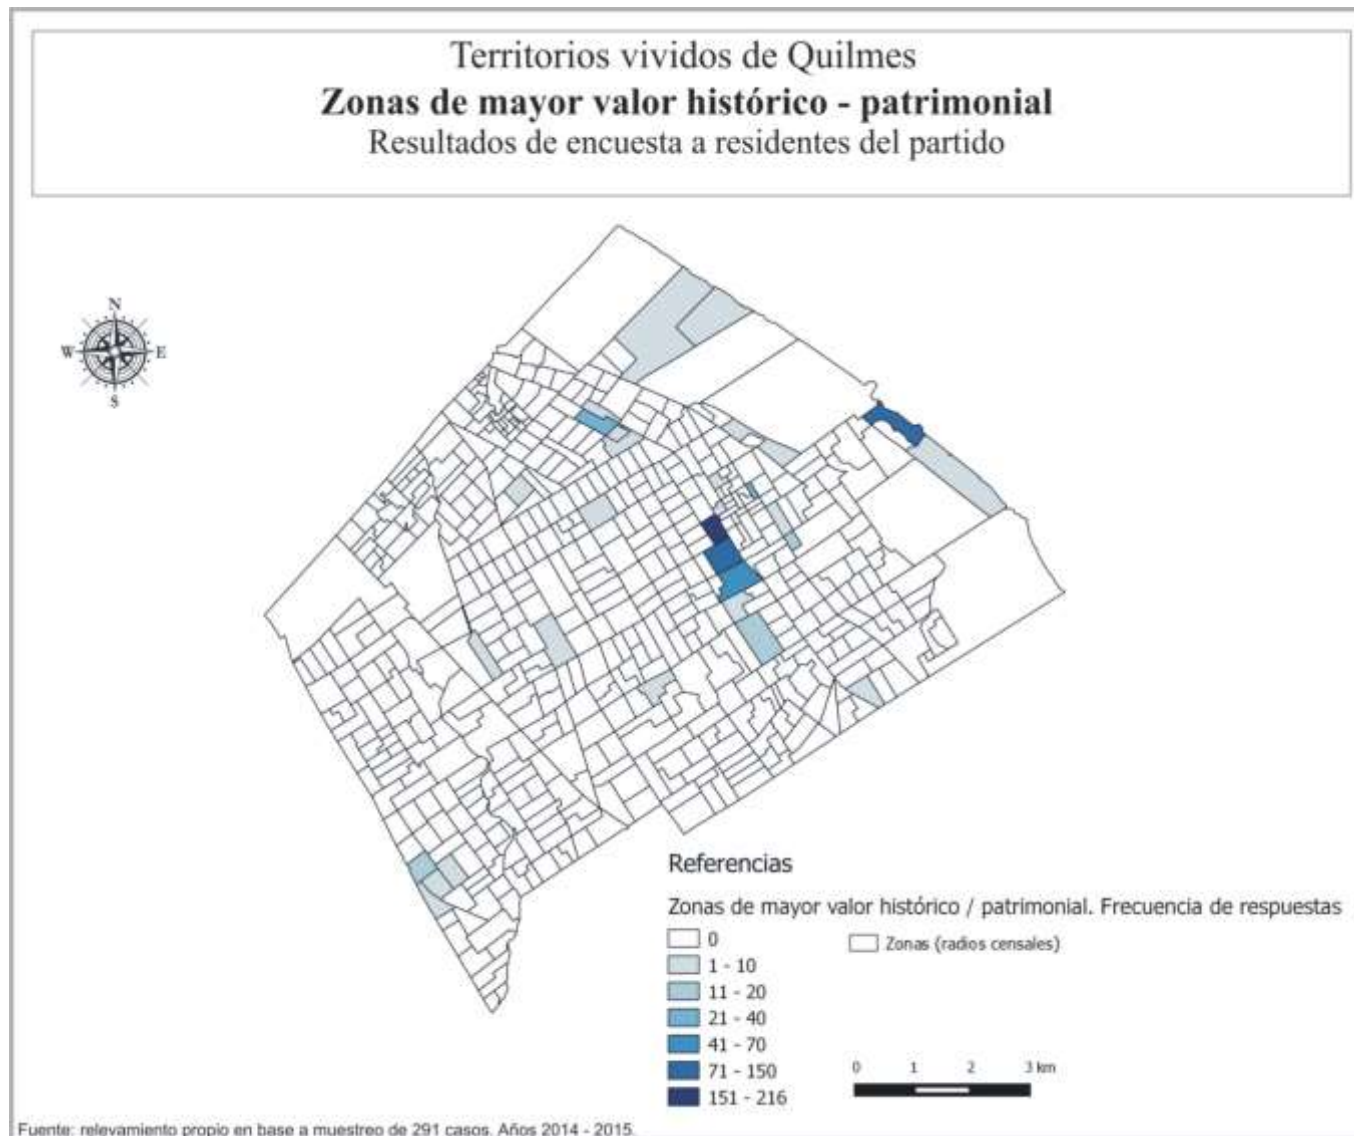 Territorios vividos de Quilmes
Zonas de mayor valor histórico - patrimonial
Resultados de encuesta a residentes del partido
N
W
E
S
Referencias
Zonas de mayor valor histórico / patrimonial. Frecuencia de respuestas
0
1 - 10
11 - 20
21 - 40
41 - 70
71 - 150
151 - 216
Zonas (radios censales)
0 1 2 3 km
Fuente: relevamiento propio en base a muestreo de 291 casos. Años 2014 - 2015.